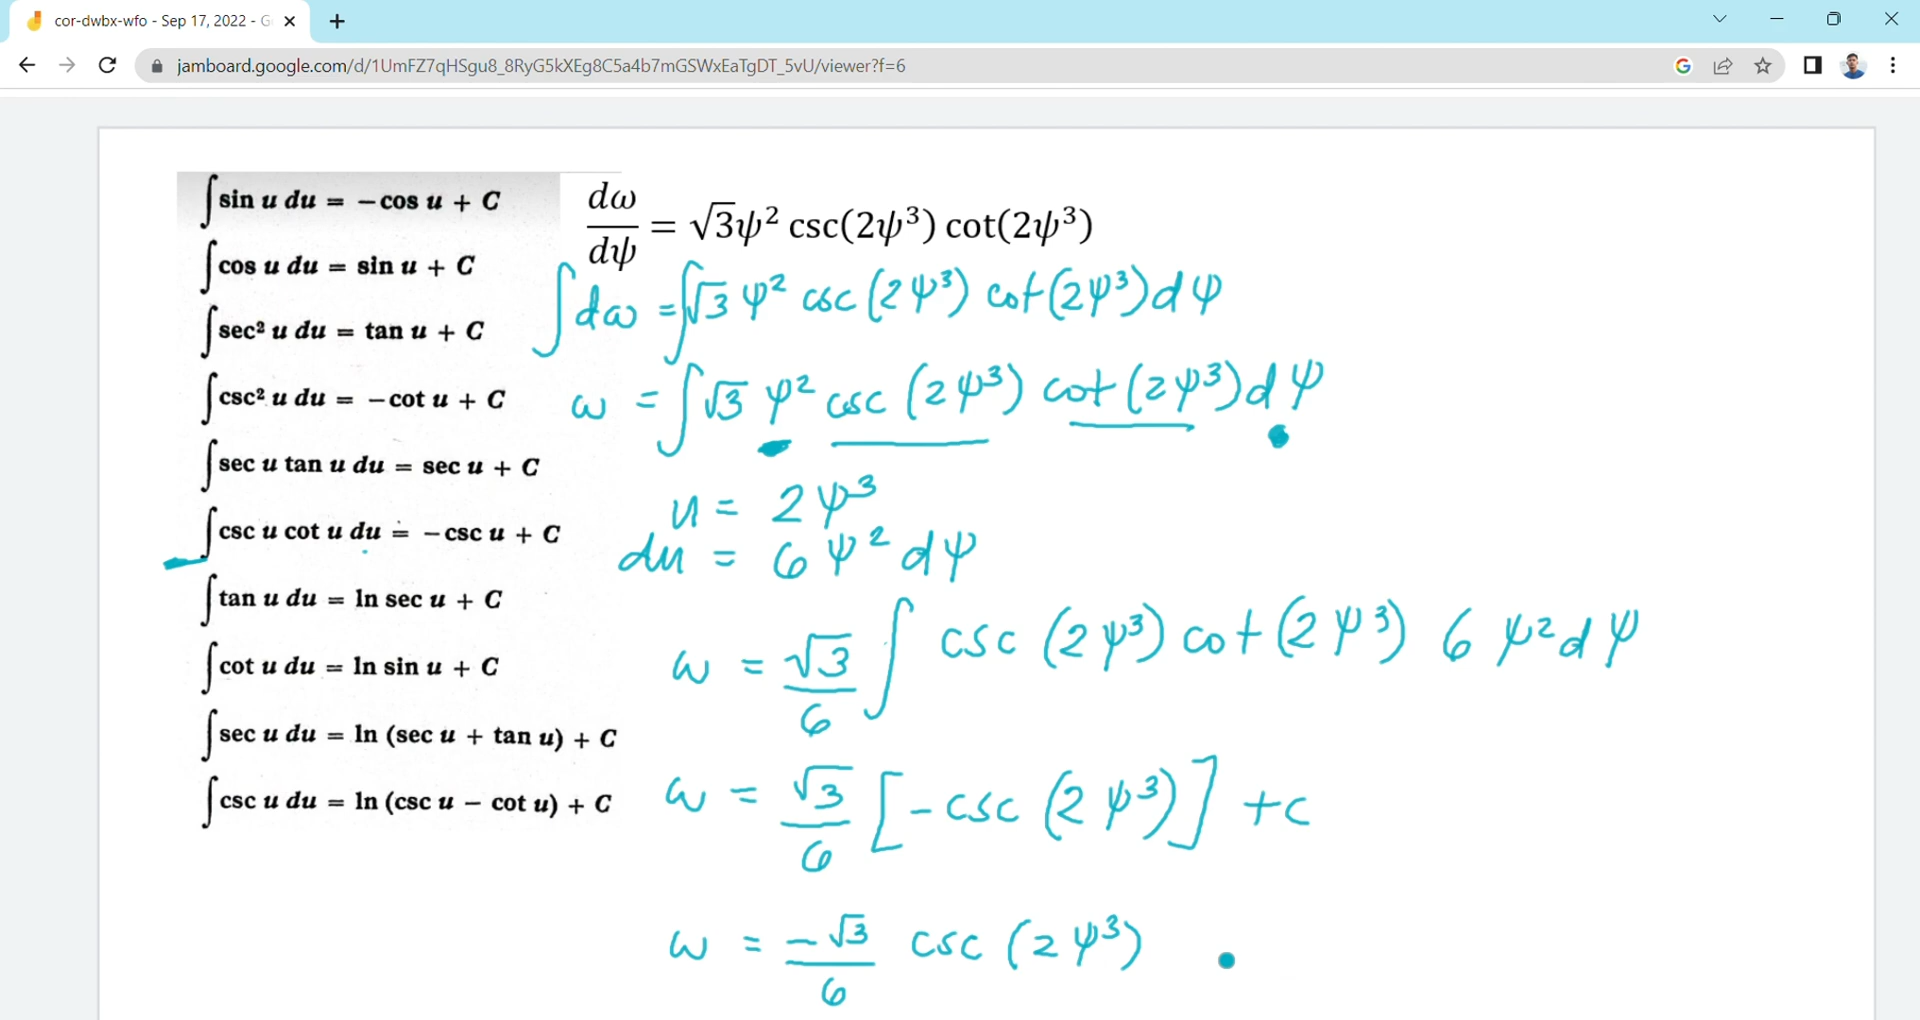 cor-dwbx-wfo - Sep 17, 2022 - G
jamboard.google.com/d/1UmFZ7qHSgu8_8RyG5kXEg8C5a4b7mGSWxEaTgDT_5vU/viewer?f=6
∫ sin u du = − cos u + C
∫ cos u du = sin u + C
∫ sec² u du = tan u + C
∫ csc² u du = − cot u + C
∫ sec u tan u du = sec u + C
∫ csc u cot u du = − csc u + C
∫ tan u du = ln sec u + C
∫ cot u du = ln sin u + C
∫ sec u du = ln (sec u + tan u) + C
∫ csc u du = ln (csc u − cot u) + C
dω/dψ = √3ψ² csc(2ψ³) cot(2ψ³)
∫ dω = ∫ √3 ψ² csc (2ψ³) cot (2ψ³) dψ
ω = ∫ √3 ψ² csc (2ψ³) cot (2ψ³) dψ
u = 2ψ³
du = 6ψ² dψ
ω = √3/6 ∫ csc (2ψ³) cot (2ψ³) 6 ψ² dψ
ω = √3/6 [− csc (2ψ³)] + c
ω = −√3/6 csc (2ψ³)